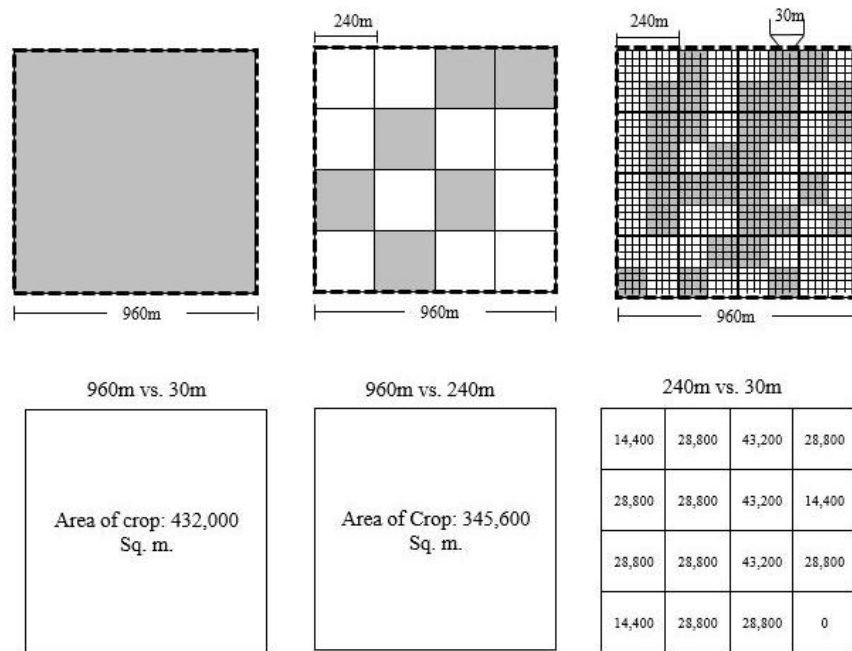 240m
240m
30m
960m
960m
960m
960m vs. 30m
960m vs. 240m
240m vs. 30m
Area of crop: 432,000
Sq. m.
Area of Crop: 345,600
Sq. m.
14,400 28,800 43,200 28,800
28,800 28,800 43,200 14,400
28,800 28,800 43,200 28,800
14,400 28,800 28,800 0